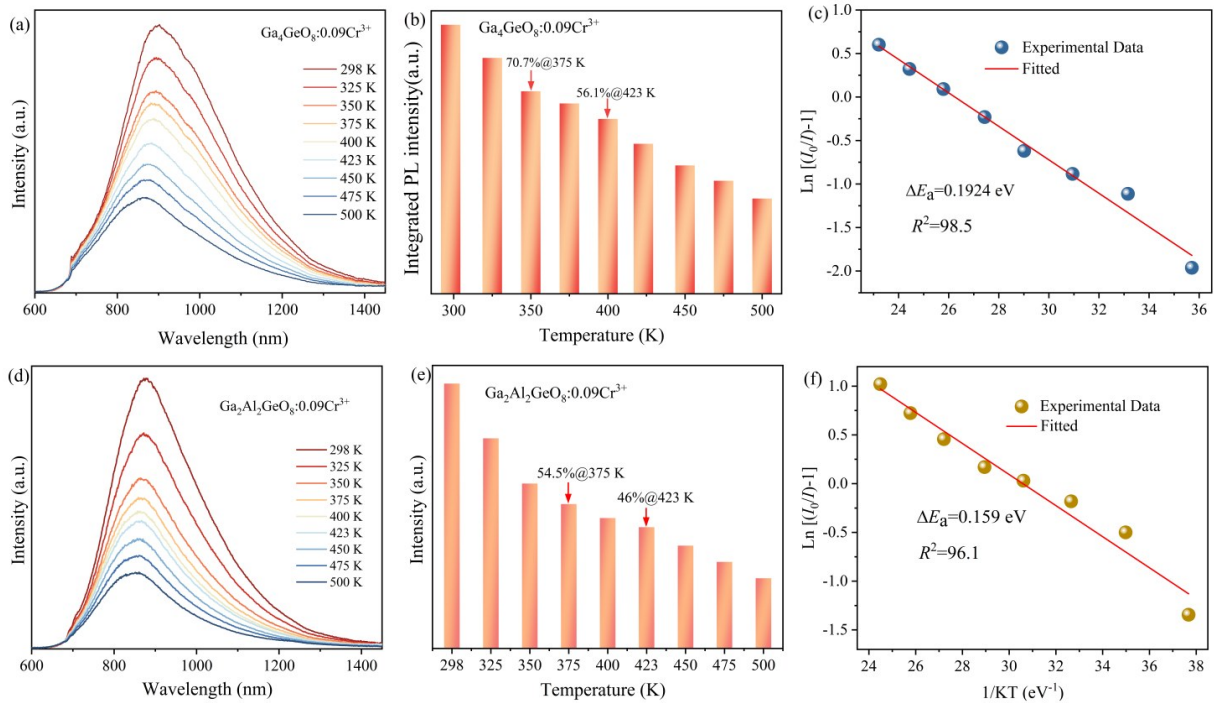 (a)
Ga₄GeO₈:0.09Cr³⁺
298 K
325 K
350 K
375 K
400 K
423 K
450 K
475 K
500 K
Intensity (a.u.)
600 800 1000 1200 1400
Wavelength (nm)
(b)
Ga₄GeO₈:0.09Cr³⁺
70.7%@375 K
56.1%@423 K
Integrated PL intensity(a.u.)
300 350 400 450 500
Temperature (K)
(c)
Experimental Data
Fitted
ΔEa=0.1924 eV
R²=98.5
Ln [(I₀/I)-1]
1.0
0.5
0.0
-0.5
-1.0
-1.5
-2.0
24 26 28 30 32 34 36
(d)
Ga₂Al₂GeO₈:0.09Cr³⁺
298 K
325 K
350 K
375 K
400 K
423 K
450 K
475 K
500 K
Intensity (a.u.)
600 800 1000 1200 1400
Wavelength (nm)
(e)
Ga₂Al₂GeO₈:0.09Cr³⁺
54.5%@375 K
46%@423 K
Intensity (a.u.)
298 325 350 375 400 423 450 475 500
Temperature (K)
(f)
Experimental Data
Fitted
ΔEa=0.159 eV
R²=96.1
Ln [(I₀/I)-1]
1.0
0.5
0.0
-0.5
-1.0
-1.5
24 26 28 30 32 34 36 38
1/KT (eV⁻¹)